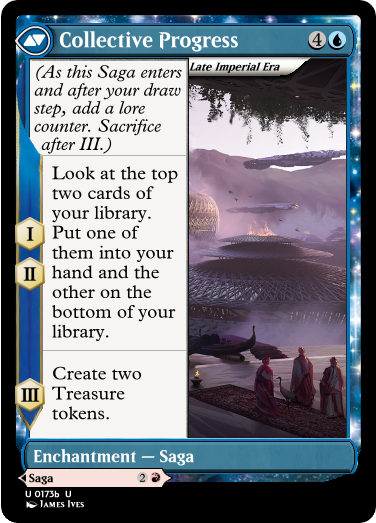 Collective Progress 4
Late Imperial Era
(As this Saga enters
and after your draw
step, add a lore
counter. Sacrifice
after III.)
I
II
Look at the top
two cards of
your library.
Put one of
them into your
hand and the
other on the
bottom of your
library.
III
Create two
Treasure
tokens.
Enchantment — Saga
Saga 2
U 0173b U
James Ives